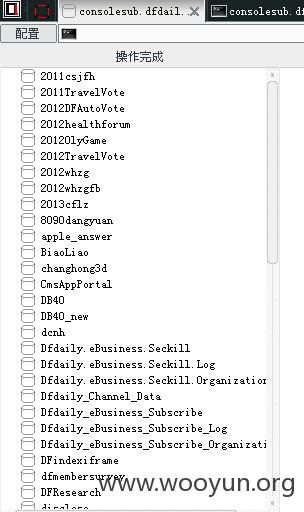 consolesub.dfdail.
consolesub.df
配置
操作完成
2011csjfh
2011TravelVote
2012DFAutoVote
2012healthforum
2012OlyGame
2012TravelVote
2012whzg
2012whzgfb
2013cflz
8090dangyuan
apple_answer
BiaoLiao
changhong3d
CmsAppPortal
DB40
DB40_new
dcnh
Dfdaily.eBusiness.Seckill
Dfdaily.eBusiness.Seckill.Log
Dfdaily.eBusiness.Seckill.Organization
Dfdaily_Channel_Data
Dfdaily_eBusiness_Subscribe
Dfdaily_eBusiness_Subscribe_Log
Dfdaily_eBusiness_Subscribe_Organizati
DFindexiframe
dfmembersurvey
DFResearch
www.wooyun.org